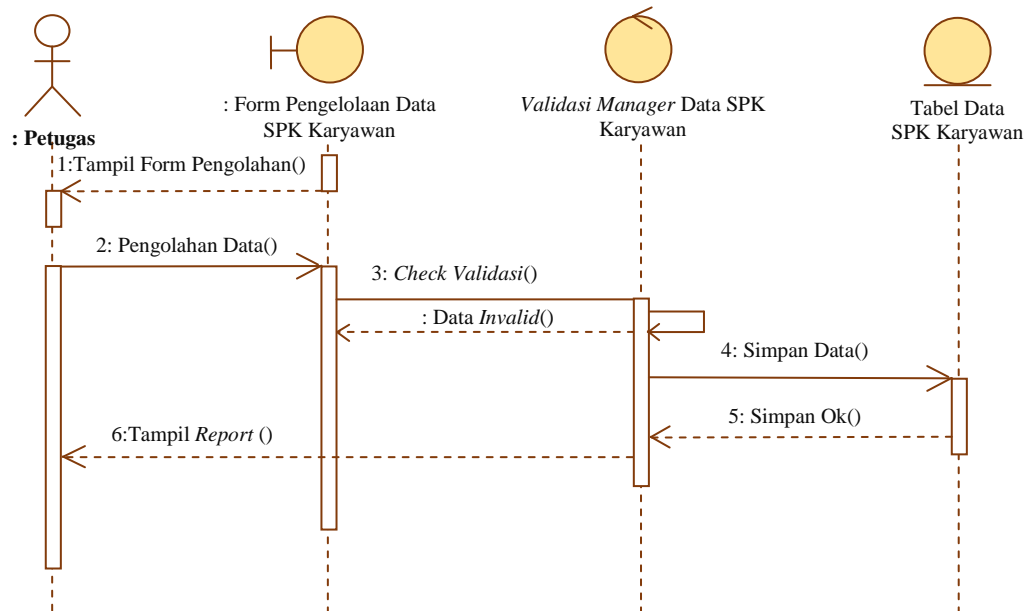 : Petugas
: Form Pengelolaan Data
SPK Karyawan
Validasi Manager Data SPK
Karyawan
Tabel Data
SPK Karyawan
1:Tampil Form Pengolahan()
2: Pengolahan Data()
3: Check Validasi()
: Data Invalid()
4: Simpan Data()
5: Simpan Ok()
6:Tampil Report ()